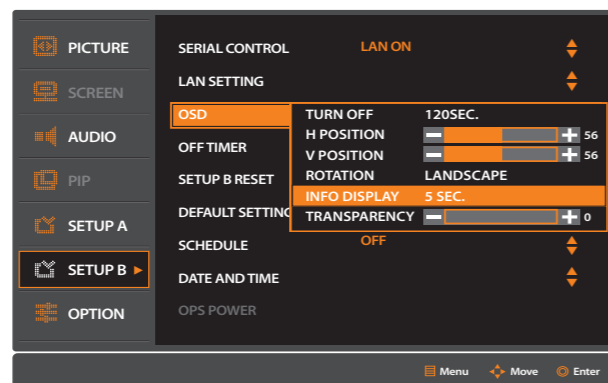 PICTURE
SCREEN
AUDIO
PIP
SETUP A
SETUP B
OPTION
SERIAL CONTROL LAN ON
LAN SETTING
OSD
OFF TIMER
SETUP B RESET
DEFAULT SETTING
SCHEDULE OFF
DATE AND TIME
OPS POWER
TURN OFF 120SEC.
H POSITION 56
V POSITION 56
ROTATION LANDSCAPE
INFO DISPLAY 5 SEC.
TRANSPARENCY 0
Menu Move Enter